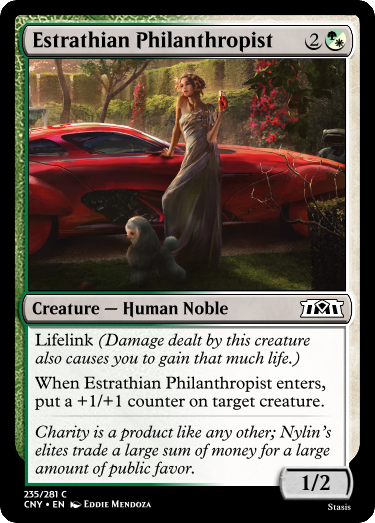 Estrathian Philanthropist 2
Creature — Human Noble
Lifelink (Damage dealt by this creature
also causes you to gain that much life.)
When Estrathian Philanthropist enters,
put a +1/+1 counter on target creature.
Charity is a product like any other; Nylin's
elites trade a large sum of money for a large
amount of public favor.
1/2
235/281 C
CNY • EN Eddie Mendoza
Stasis